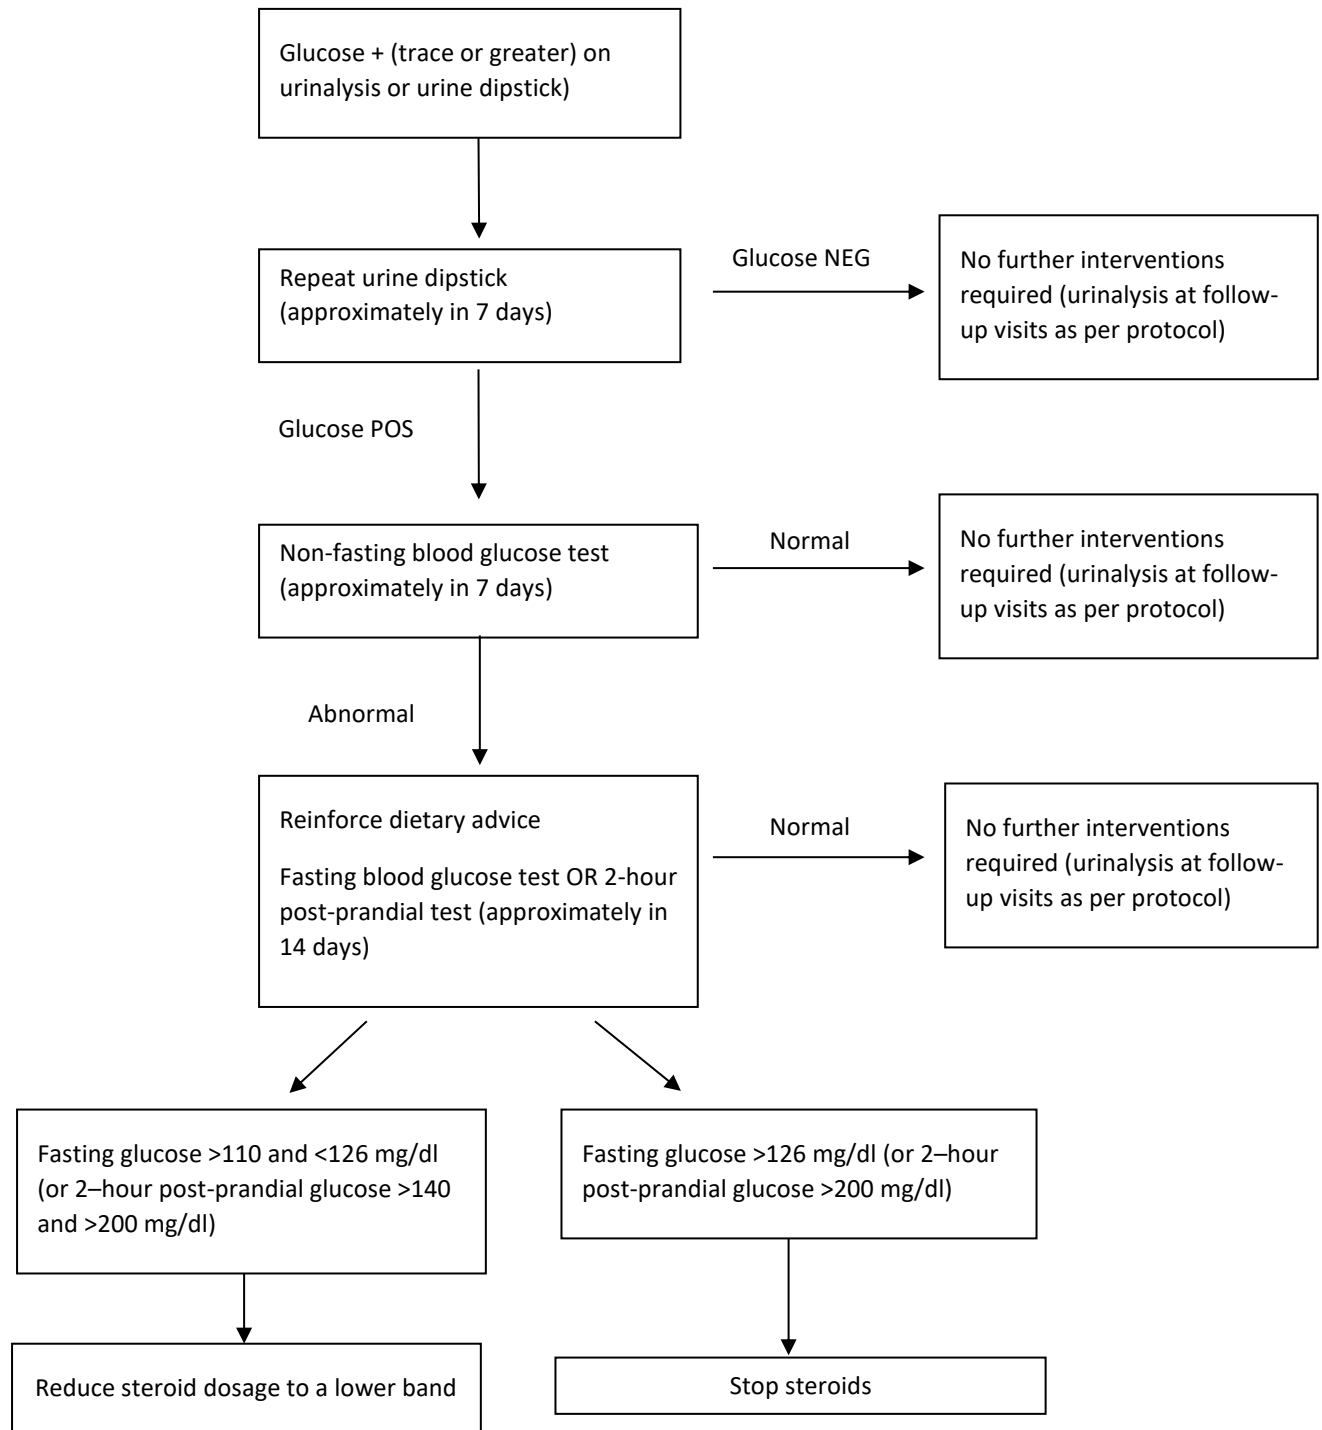 Glucose + (trace or greater) on
urinalysis or urine dipstick)
Repeat urine dipstick
(approximately in 7 days)
Glucose NEG
No further interventions
required (urinalysis at follow-
up visits as per protocol)
Glucose POS
Non-fasting blood glucose test
(approximately in 7 days)
Normal
No further interventions
required (urinalysis at follow-
up visits as per protocol)
Abnormal
Reinforce dietary advice
Fasting blood glucose test OR 2-hour
post-prandial test (approximately in
14 days)
Normal
No further interventions
required (urinalysis at follow-
up visits as per protocol)
Fasting glucose >110 and <126 mg/dl
(or 2–hour post-prandial glucose >140
and >200 mg/dl)
Fasting glucose >126 mg/dl (or 2–hour
post-prandial glucose >200 mg/dl)
Reduce steroid dosage to a lower band
Stop steroids